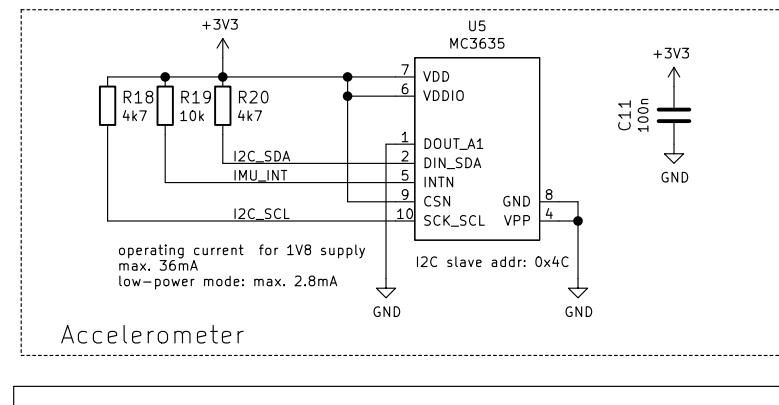 +3V3
U5
MC3635
+3V3
7 VDD
6 VDDIO
R18
4k7
R19
10k
R20
4k7
C11
100n
1 DOUT_A1
I2C_SDA
2 DIN_SDA
GND
IMU_INT
5 INTN
9 CSN
GND 8
I2C_SCL
10 SCK_SCL
VPP 4
operating current for 1V8 supply
max. 36mA
low-power mode: max. 2.8mA
I2C slave addr: 0x4C
GND
GND
Accelerometer